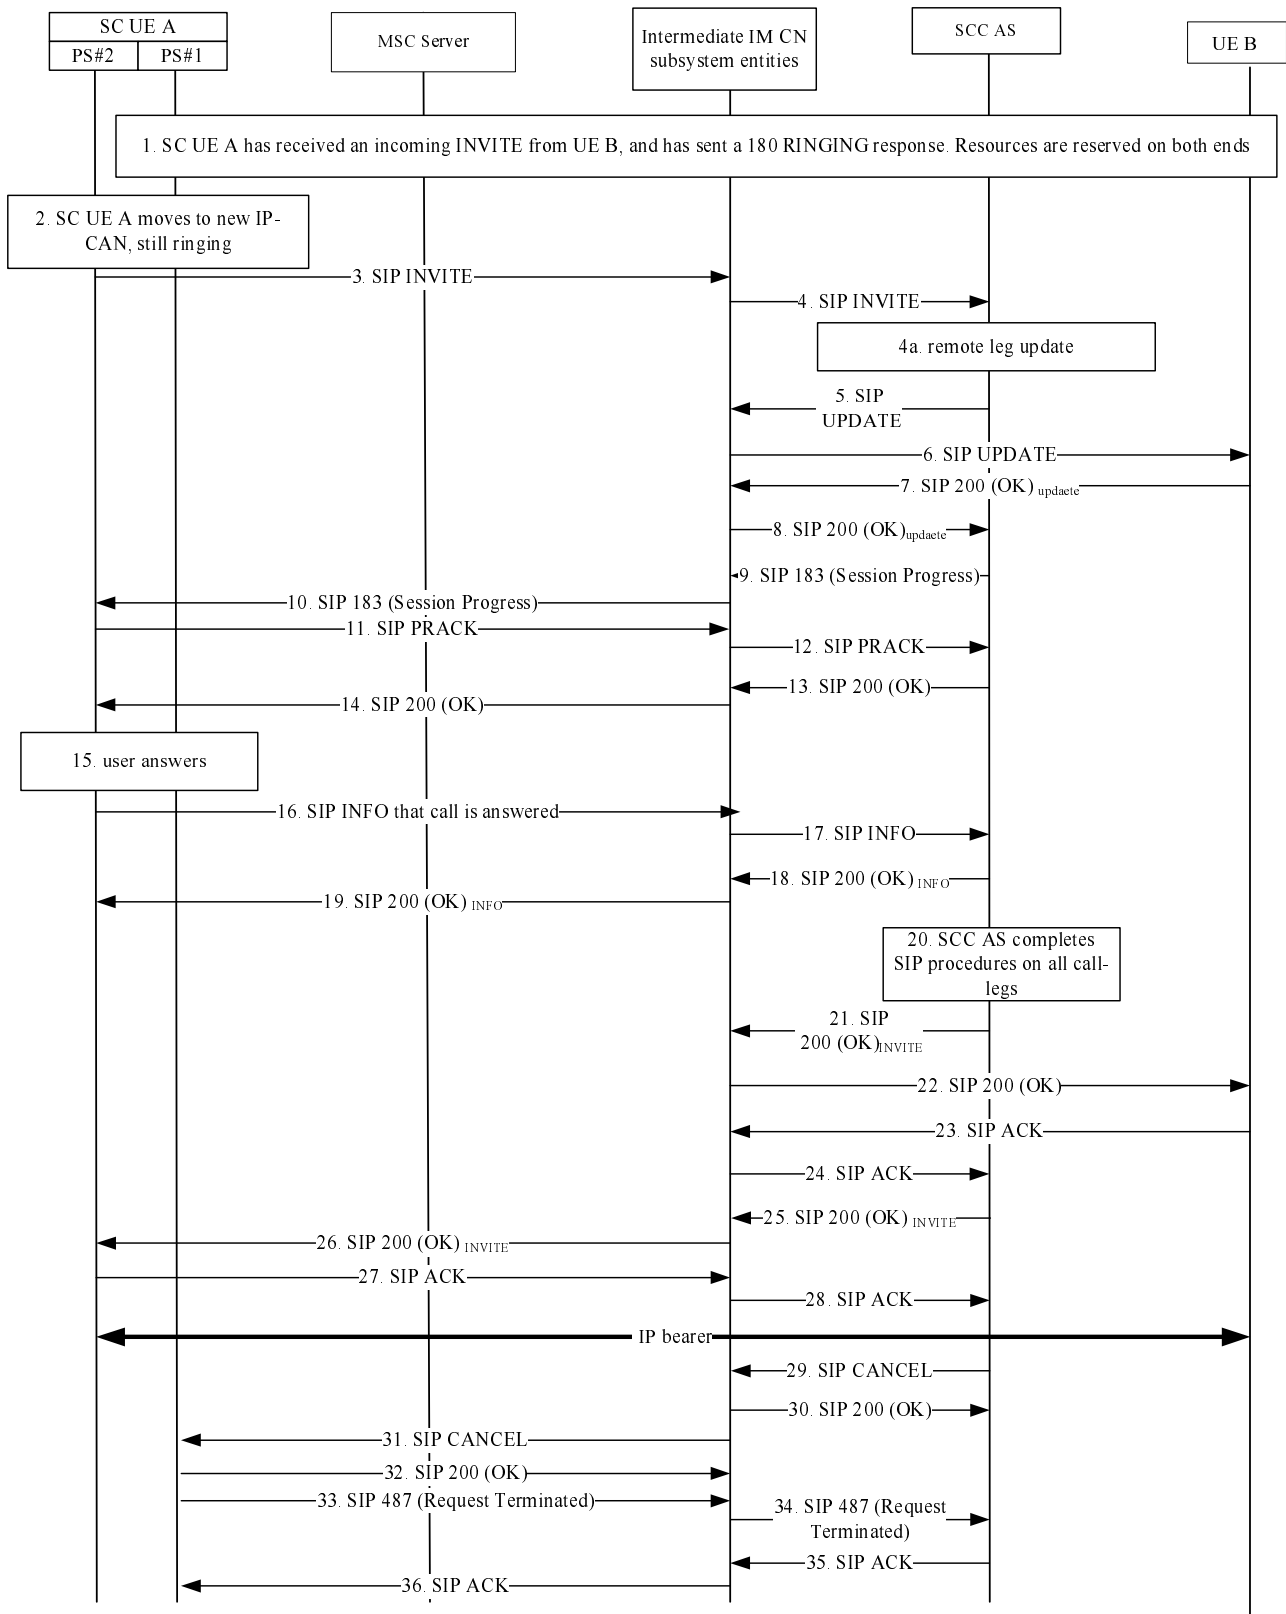 SC UE A
PS#2
PS#1
MSC Server
Intermediate IM CN
subsystem entities
SCC AS
UE B
1. SC UE A has received an incoming INVITE from UE B, and has sent a 180 RINGING response. Resources are reserved on both ends
2. SC UE A moves to new IP-
CAN, still ringing
3. SIP INVITE
4. SIP INVITE
4a. remote leg update
5. SIP
UPDATE
6. SIP UPDATE
7. SIP 200 (OK) updaete
8. SIP 200 (OK)updaete
9. SIP 183 (Session Progress)
10. SIP 183 (Session Progress)
11. SIP PRACK
12. SIP PRACK
13. SIP 200 (OK)
14. SIP 200 (OK)
15. user answers
16. SIP INFO that call is answered
17. SIP INFO
18. SIP 200 (OK) INFO
19. SIP 200 (OK) INFO
20. SCC AS completes
SIP procedures on all call-
legs
21. SIP
200 (OK)INVITE
22. SIP 200 (OK)
23. SIP ACK
24. SIP ACK
25. SIP 200 (OK) INVITE
26. SIP 200 (OK) INVITE
27. SIP ACK
28. SIP ACK
IP bearer
29. SIP CANCEL
30. SIP 200 (OK)
31. SIP CANCEL
32. SIP 200 (OK)
33. SIP 487 (Request Terminated)
34. SIP 487 (Request
Terminated)
35. SIP ACK
36. SIP ACK